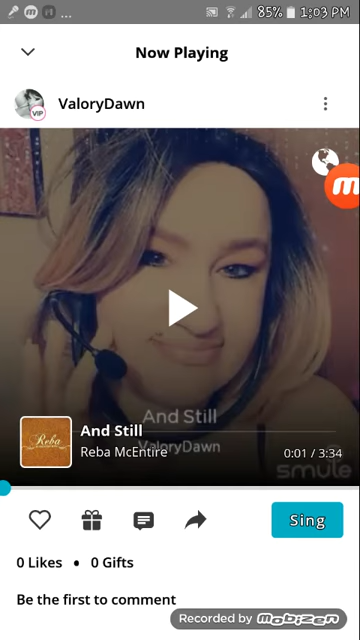 85% 1:03 PM
Now Playing
ValoryDawn
VIP
And Still
And Still
Reba
Reba McEntire
ValoryDawn
0:01 / 3:34
smule
Sing
0 Likes • 0 Gifts
Be the first to comment
Recorded by Mobizen